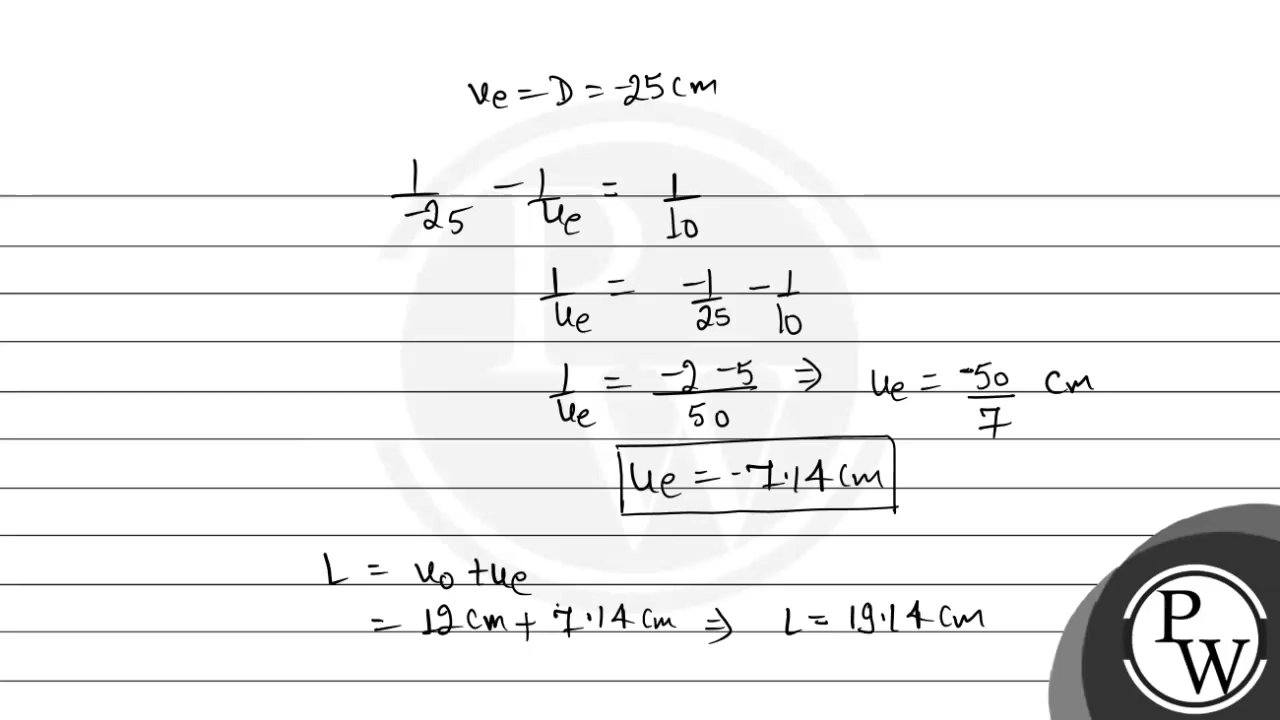 ve = D = -25 cm
1/-25 - 1/ue = 1/10
1/ue = -1/25 - 1/10
1/ue = -2 -5/50 ⇒ ue = -50/7 cm
ue = -7.14 cm
L = vo + ue
= 12 cm + 7.14 cm ⇒ L = 19.14 cm
P
W
P
W